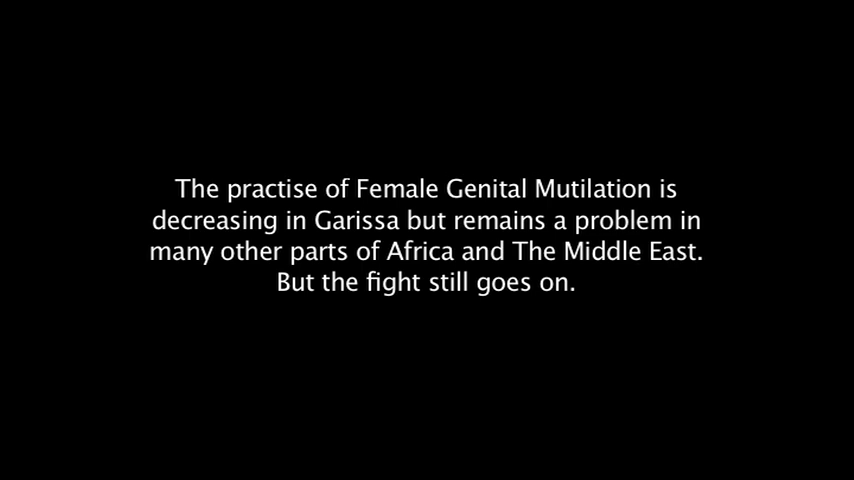 The practise of Female Genital Mutilation is
decreasing in Garissa but remains a problem in
many other parts of Africa and The Middle East.
But the fight still goes on.